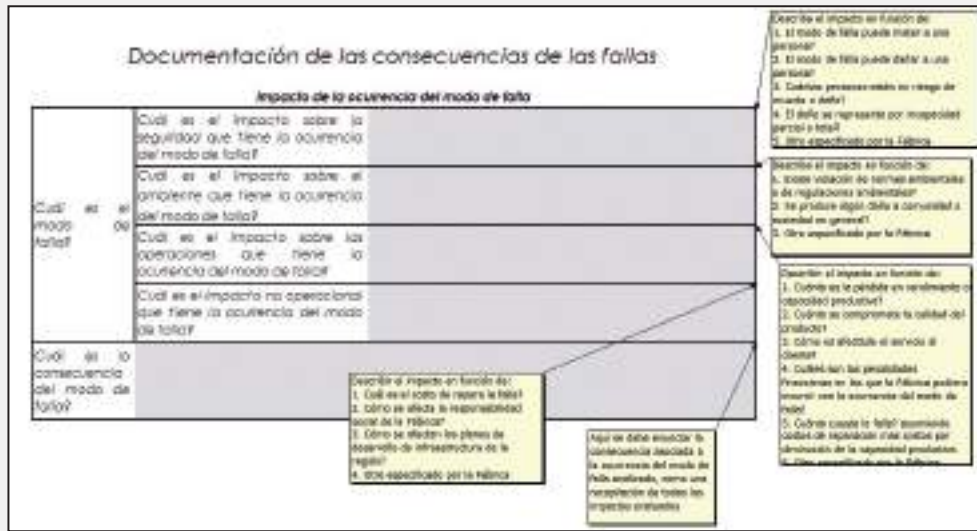 Documentación de las consecuencias de las fallas
Impacto de la ocurrencia del modo de falla
Cuál es el
modo de
falla?
Cuál es el impacto sobre la
seguridad que tiene la ocurrencia
del modo de falla?
Cuál es el impacto sobre el
ambiente que tiene la ocurrencia
del modo de falla?
Cuál es el impacto sobre las
operaciones que tiene la
ocurrencia del modo de falla?
Cuál es el impacto no operacional
que tiene la ocurrencia del modo
de falla?
Cuál es la
consecuencia
del modo de
falla?
Describa el impacto en función de:
1. El modo de falla puede matar a una
persona?
2. El modo de falla puede dañar a una
persona?
3. Cuántas personas están en riesgo de
muerte o daño?
4. El daño se representa por incapacidad
parcial o total?
5. Otro especificado por la Fábrica
Describa el impacto en función de:
1. Existe violación de normas ambientales
o de regulaciones ambientales?
2. Se produce algún daño a comunidad o
sociedad en general?
3. Otro especificado por la Fábrica
Describir el impacto en función de:
1. Cuánto es la pérdida en rendimiento o
capacidad productiva?
2. Cuánto se compromete la calidad del
producto?
3. Cómo es afectado el servicio al
cliente?
4. Cuáles son las penalidades
financieras en las que la Fábrica pudiera
incurrir con la ocurrencia del modo de
falla?
5. Cuánto cuesta la falla? asumiendo
costos de reparación más costos por
disminución de la capacidad productiva.
6. Otro especificado por la Fábrica
Describir el impacto en función de:
1. Cuál es el costo de reparar la falla?
2. Cómo se afecta la responsabilidad
social de la Fábrica?
3. Cómo se afectan los planes de
desarrollo de infraestructura de la
región?
4. Otro especificado por la Fábrica
Aquí se debe enunciar la
consecuencia asociada a
la ocurrencia del modo de
falla analizado, como una
recopilación de todos los
impactos evaluados